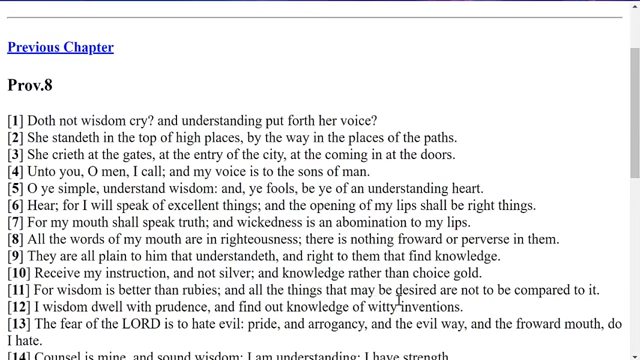 Previous Chapter
Prov.8
[1] Doth not wisdom cry? and understanding put forth her voice?
[2] She standeth in the top of high places, by the way in the places of the paths.
[3] She crieth at the gates, at the entry of the city, at the coming in at the doors.
[4] Unto you, O men, I call; and my voice is to the sons of man.
[5] O ye simple, understand wisdom: and, ye fools, be ye of an understanding heart.
[6] Hear; for I will speak of excellent things; and the opening of my lips shall be right things.
[7] For my mouth shall speak truth; and wickedness is an abomination to my lips.
[8] All the words of my mouth are in righteousness; there is nothing froward or perverse in them.
[9] They are all plain to him that understandeth, and right to them that find knowledge.
[10] Receive my instruction, and not silver; and knowledge rather than choice gold.
[11] For wisdom is better than rubies; and all the things that may be desired are not to be compared to it.
[12] I wisdom dwell with prudence, and find out knowledge of witty inventions.
[13] The fear of the LORD is to hate evil: pride, and arrogancy, and the evil way, and the froward mouth, do
I hate.
[14] Counsel is mine, and sound wisdom: I am understanding; I have strength.